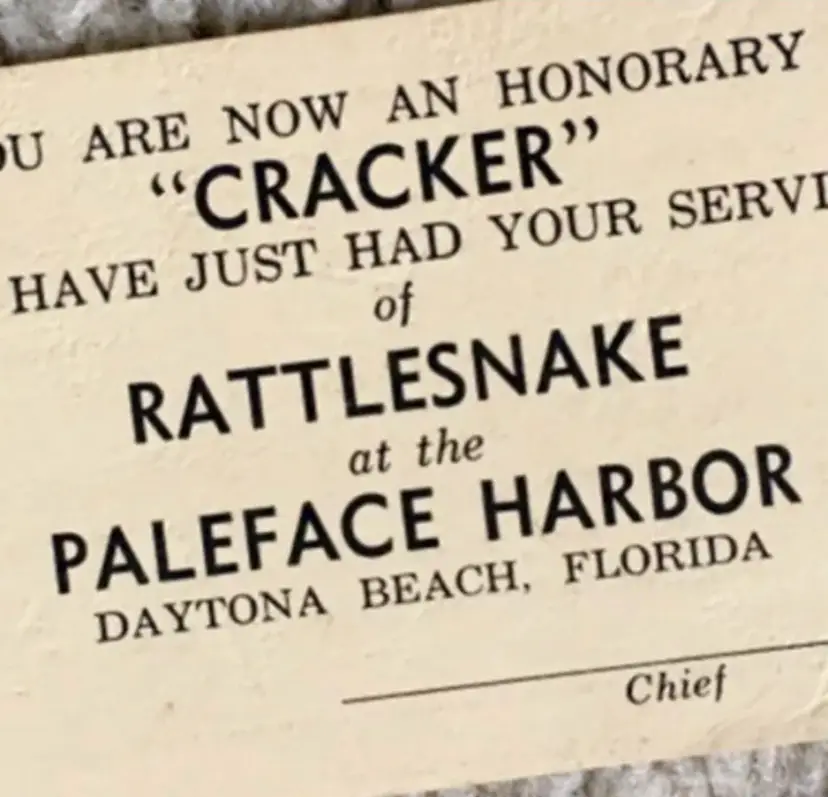 OU ARE NOW AN HONORARY
“CRACKER”
HAVE JUST HAD YOUR SERVI
of
RATTLESNAKE
at the
PALEFACE HARBOR
DAYTONA BEACH, FLORIDA
Chief